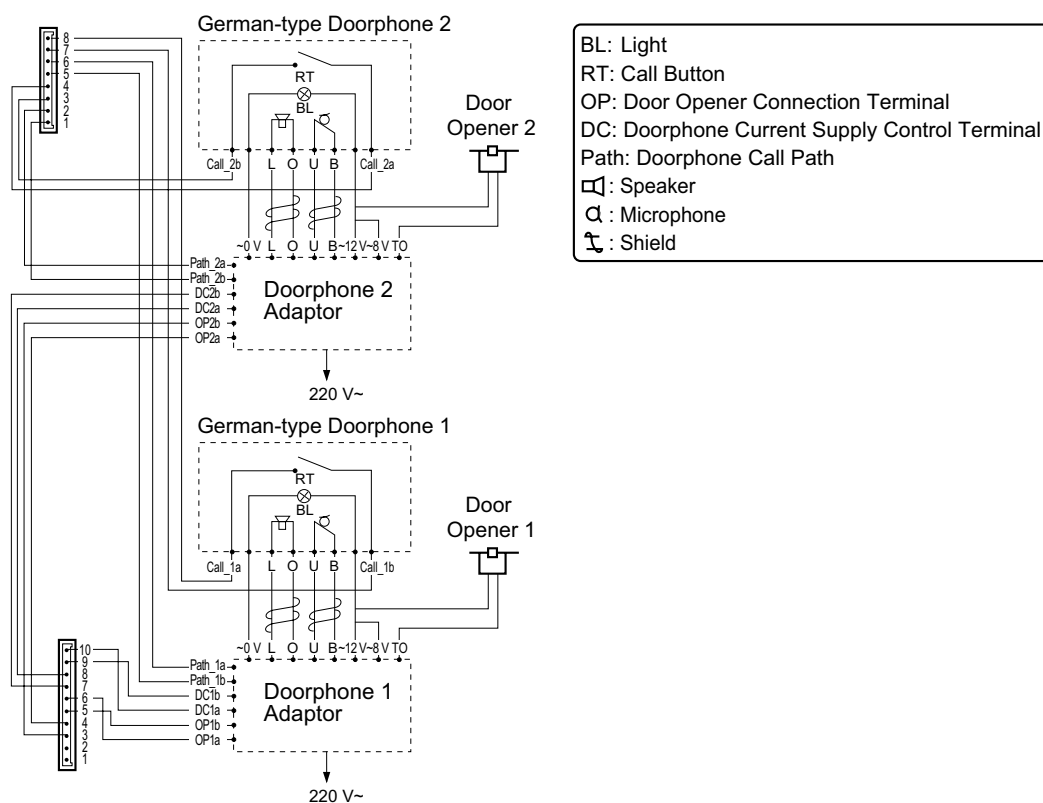 German-type Doorphone 2
8
7
6
5
4
3
2
1
RT
BL
Door
Opener 2
Call_2b L O U B Call_2a
~0 V L O U B ~12 V ~8 V TO
Path_2a
Path_2b
DC2b
DC2a
OP2b
OP2a
Doorphone 2
Adaptor
220 V~
German-type Doorphone 1
RT
BL
Door
Opener 1
Call_1a L O U B Call_1b
~0 V L O U B ~12 V ~8 V TO
10
9
8
7
6
5
4
3
2
1
Path_1a
Path_1b
DC1b
DC1a
OP1b
OP1a
Doorphone 1
Adaptor
220 V~
BL: Light
RT: Call Button
OP: Door Opener Connection Terminal
DC: Doorphone Current Supply Control Terminal
Path: Doorphone Call Path
: Speaker
: Microphone
: Shield